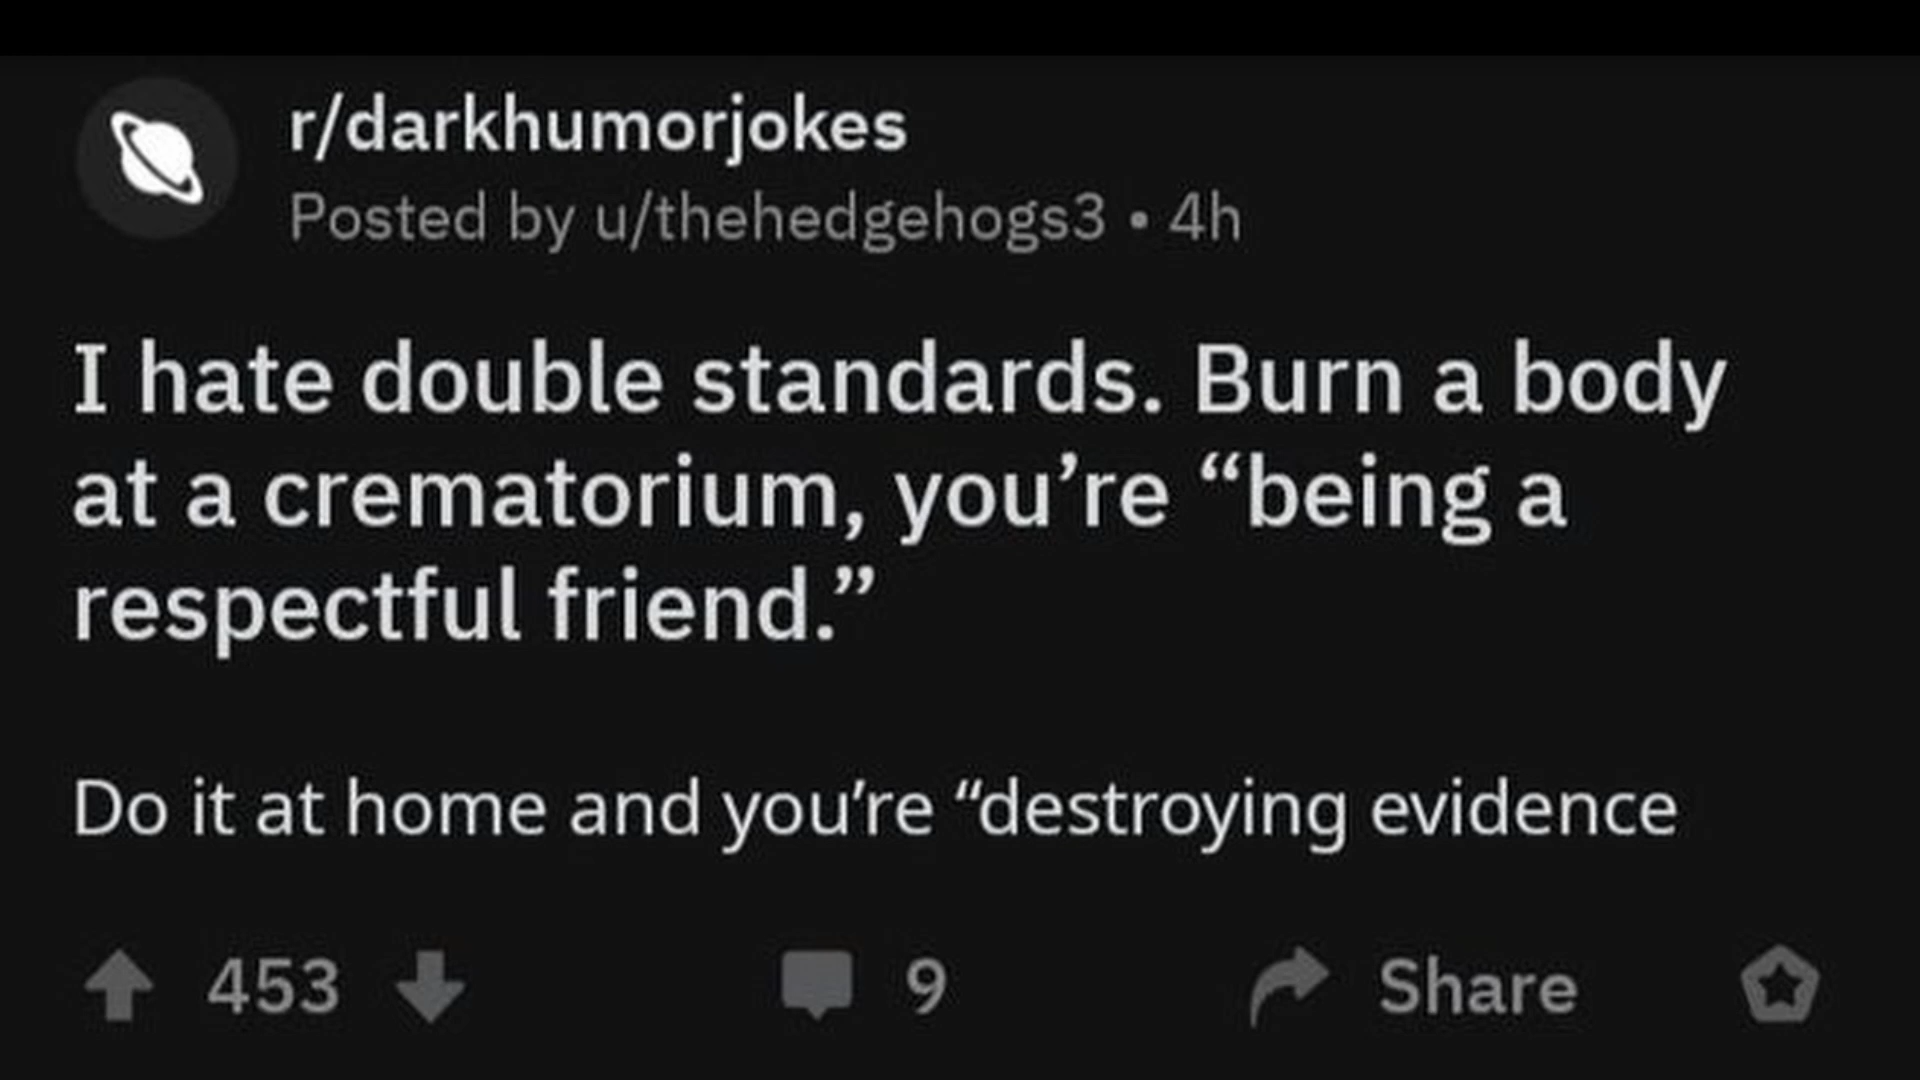 r/darkhumorjokes
Posted by u/thehedgehogs3 • 4h
I hate double standards. Burn a body
at a crematorium, you’re “being a
respectful friend.”
Do it at home and you’re “destroying evidence
453
9
Share